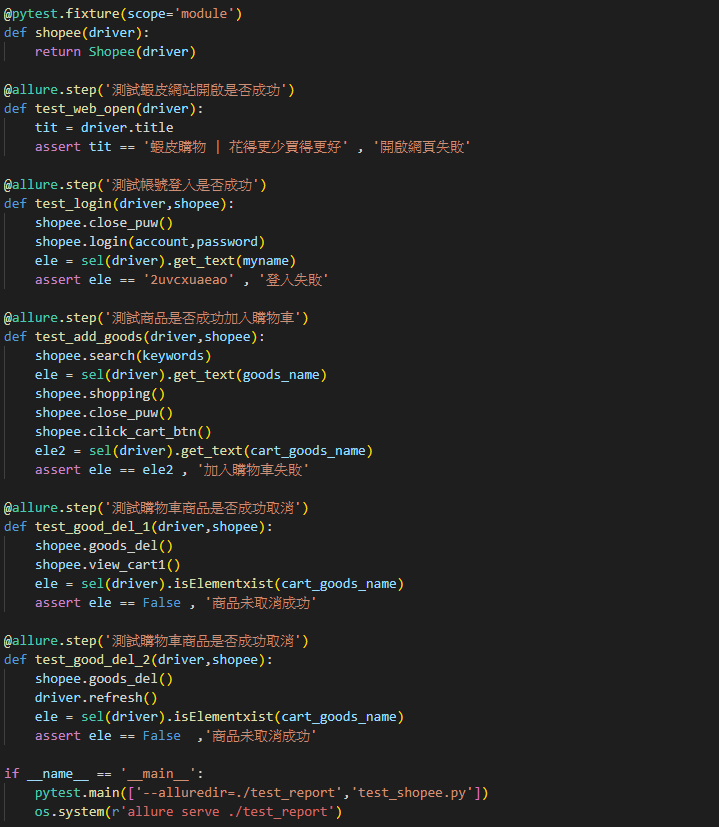 @pytest.fixture(scope='module')
def shopee(driver):
    return Shopee(driver)
@allure.step('測試蝦皮網站開啟是否成功')
def test_web_open(driver):
    tit = driver.title
    assert tit == '蝦皮購物 | 花得更少買得更好' , '開啟網頁失敗'
@allure.step('測試帳號登入是否成功')
def test_login(driver,shopee):
    shopee.close_puw()
    shopee.login(account,password)
    ele = sel(driver).get_text(myname)
    assert ele == '2uvcxuaeao' , '登入失敗'
@allure.step('測試商品是否成功加入購物車')
def test_add_goods(driver,shopee):
    shopee.search(keywords)
    ele = sel(driver).get_text(goods_name)
    shopee.shopping()
    shopee.close_puw()
    shopee.click_cart_btn()
    ele2 = sel(driver).get_text(cart_goods_name)
    assert ele == ele2 , '加入購物車失敗'
@allure.step('測試購物車商品是否成功取消')
def test_good_del_1(driver,shopee):
    shopee.goods_del()
    shopee.view_cart1()
    ele = sel(driver).isElementxist(cart_goods_name)
    assert ele == False , '商品未取消成功'
@allure.step('測試購物車商品是否成功取消')
def test_good_del_2(driver,shopee):
    shopee.goods_del()
    driver.refresh()
    ele = sel(driver).isElementxist(cart_goods_name)
    assert ele == False  ,'商品未取消成功'
if __name__ == '__main__':
    pytest.main(['--alluredir=./test_report','test_shopee.py'])
    os.system(r'allure serve ./test_report')